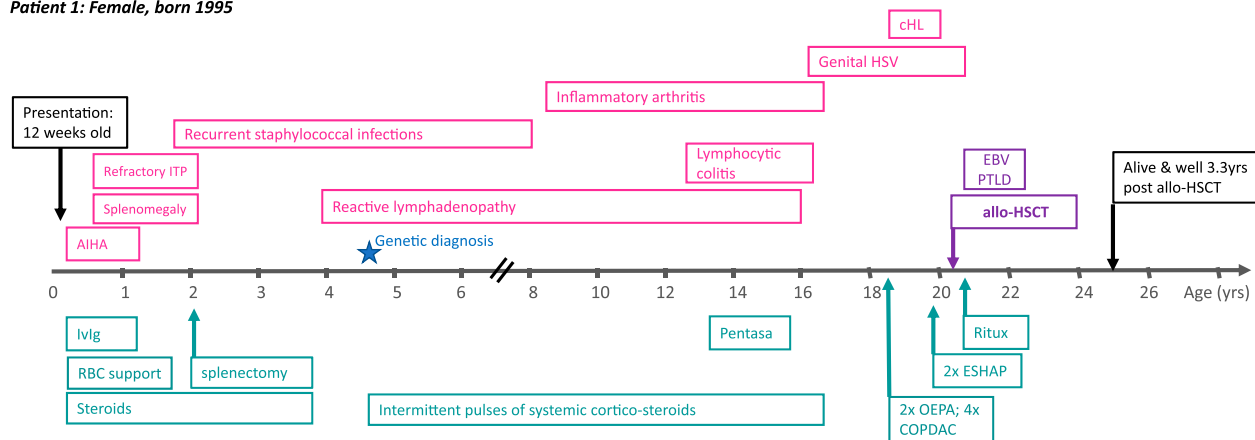 Patient 1: Female, born 1995
cHL
Genital HSV
Inflammatory arthritis
Presentation:
12 weeks old
Recurrent staphylococcal infections
Refractory ITP
Lymphocytic
colitis
EBV
PTLD
Alive & well 3.3yrs
post allo-HSCT
Splenomegaly
Reactive lymphadenopathy
allo-HSCT
AIHA
Genetic diagnosis
0 1 2 3 4 5 6 8 10 12 14 16 18 20 22 24 26 Age (yrs)
IvIg
Pentasa
Ritux
RBC support
splenectomy
2x ESHAP
Steroids
Intermittent pulses of systemic cortico-steroids
2x OEPA; 4x
COPDAC